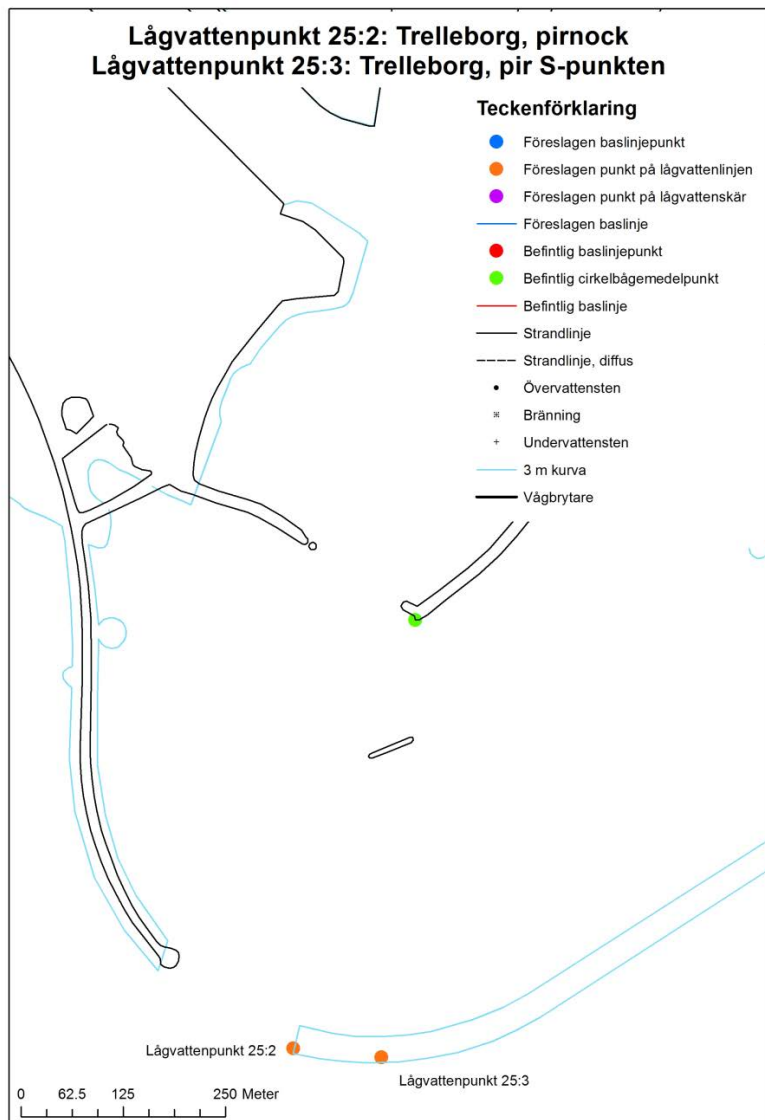 Lågvattenpunkt 25:2: Trelleborg, pirnock
Lågvattenpunkt 25:3: Trelleborg, pir S-punkten
Teckenförklaring
Föreslagen baslinjepunkt
Föreslagen punkt på lågvattenlinjen
Föreslagen punkt på lågvattenskär
Föreslagen baslinje
Befintlig baslinjepunkt
Befintlig cirkelbågemedelpunkt
Befintlig baslinje
Strandlinje
Strandlinje, diffus
Övervattensten
Bränning
Undervattensten
3 m kurva
Vågbrytare
Lågvattenpunkt 25:2
Lågvattenpunkt 25:3
0 62.5 125 250 Meter